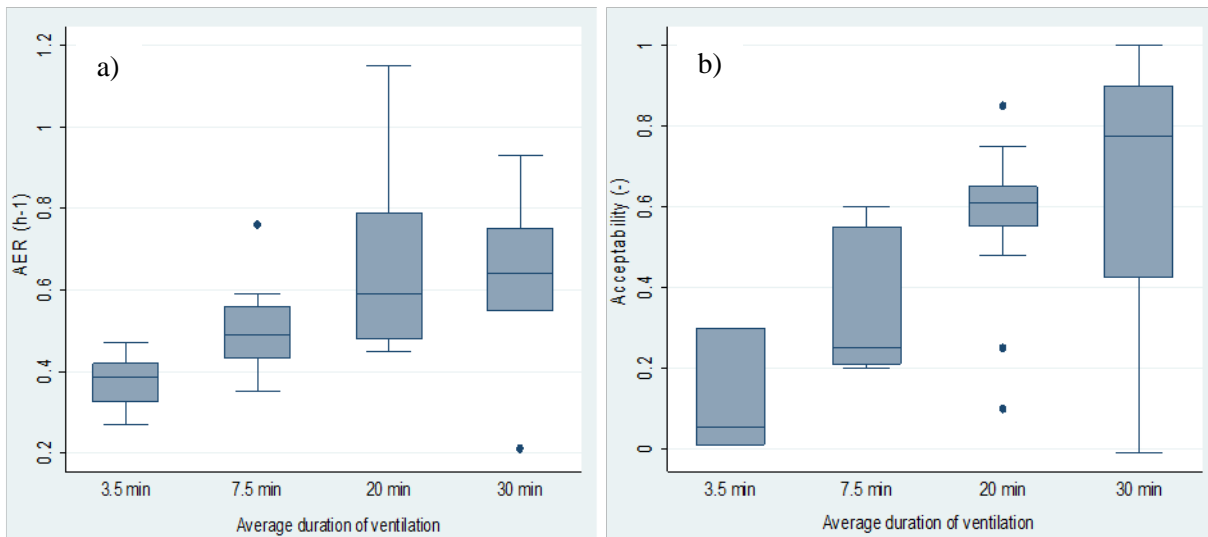 a)
AER (h-1)
1.2
1
0.8
0.6
0.4
0.2
3.5 min 7.5 min 20 min 30 min
Average duration of ventilation
b)
Acceptability (-)
1
0.8
0.6
0.4
0.2
0
3.5 min 7.5 min 20 min 30 min
Average duration of ventilation